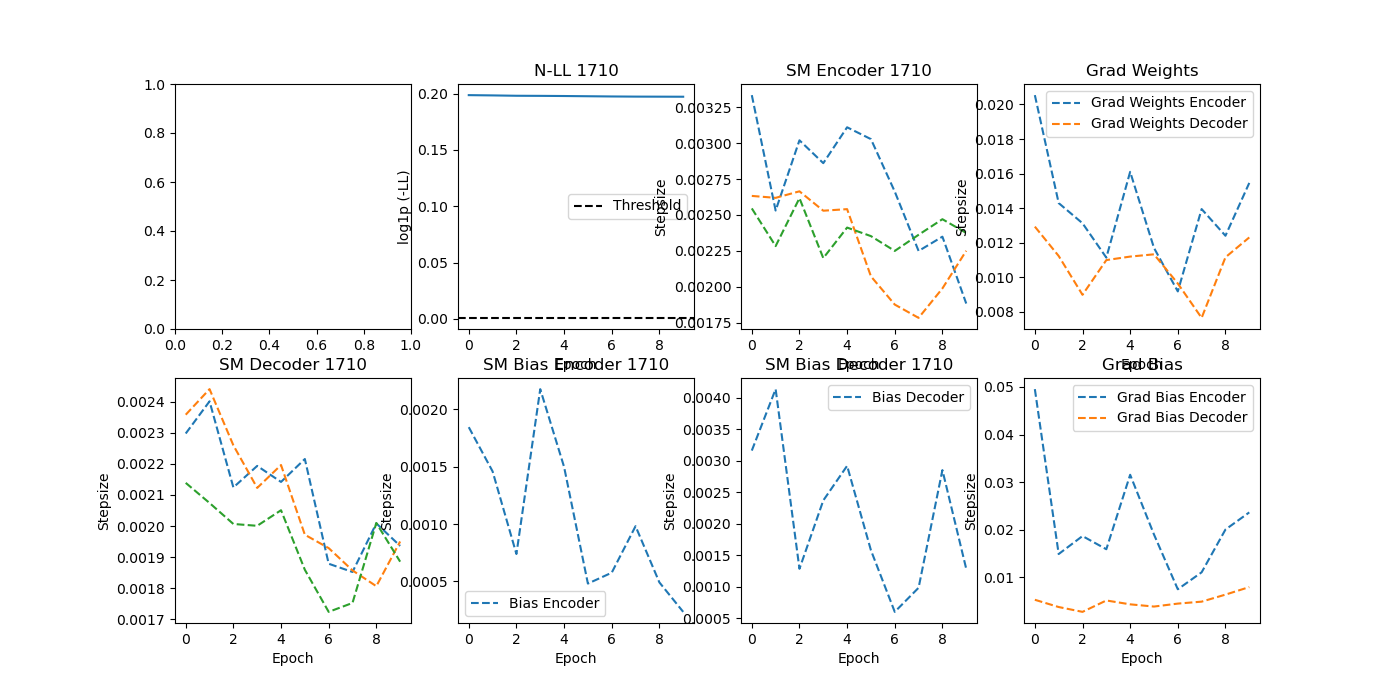 N-LL 1710
SM Encoder 1710
Grad Weights
1.0
0.8
0.6
0.4
0.2
0.0
0.0 0.2 0.4 0.6 0.8 1.0
log1p (-LL)
0.20
0.15
0.10
0.05
0.00
Threshold
0 2 4 6 8
Epoch
Stepsize
0.00325
0.00300
0.00275
0.00250
0.00225
0.00200
0.00175
0 2 4 6 8
Epoch
Stepsize
0.020
0.018
0.016
0.014
0.012
0.010
0.008
Grad Weights Encoder
Grad Weights Decoder
0 2 4 6 8
Epoch
SM Decoder 1710
Stepsize
0.0024
0.0023
0.0022
0.0021
0.0020
0.0019
0.0018
0.0017
0 2 4 6 8
Epoch
SM Bias Encoder 1710
Stepsize
0.0020
0.0015
0.0010
0.0005
Bias Encoder
0 2 4 6 8
Epoch
SM Bias Decoder 1710
Stepsize
0.0040
0.0035
0.0030
0.0025
0.0020
0.0015
0.0010
0.0005
Bias Decoder
0 2 4 6 8
Epoch
Grad Bias
Stepsize
0.05
0.04
0.03
0.02
0.01
Grad Bias Encoder
Grad Bias Decoder
0 2 4 6 8
Epoch